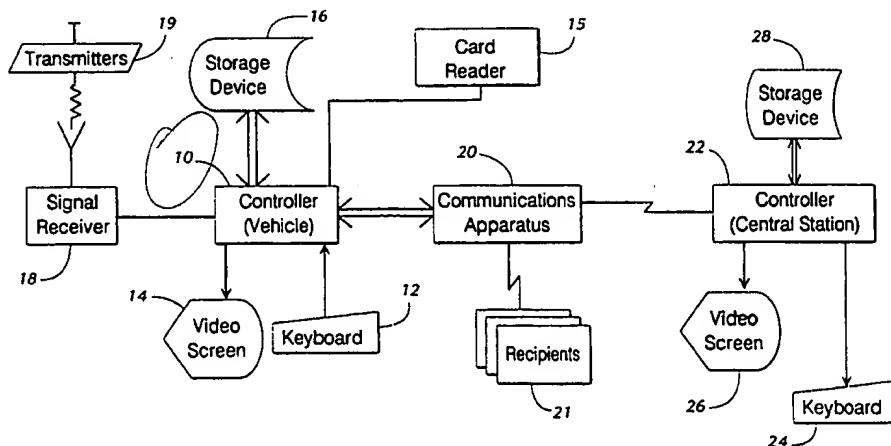 19
Transmitters
16
Storage
Device
Card
Reader
15
28
Storage
Device
10
20
22
Signal
Receiver
18
Controller
(Vehicle)
Communications
Apparatus
Controller
(Central Station)
14
Video
Screen
12
Keyboard
Recipients
21
Video
Screen
26
Keyboard
24